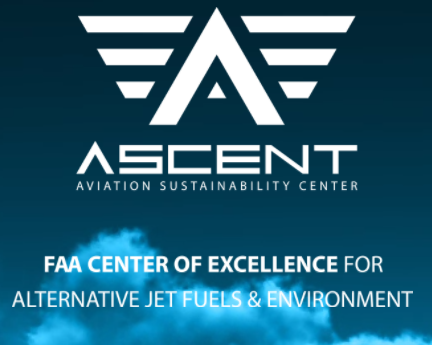 ASCENT
AVIATION SUSTAINABILITY CENTER
FAA CENTER OF EXCELLENCE FOR
ALTERNATIVE JET FUELS & ENVIRONMENT